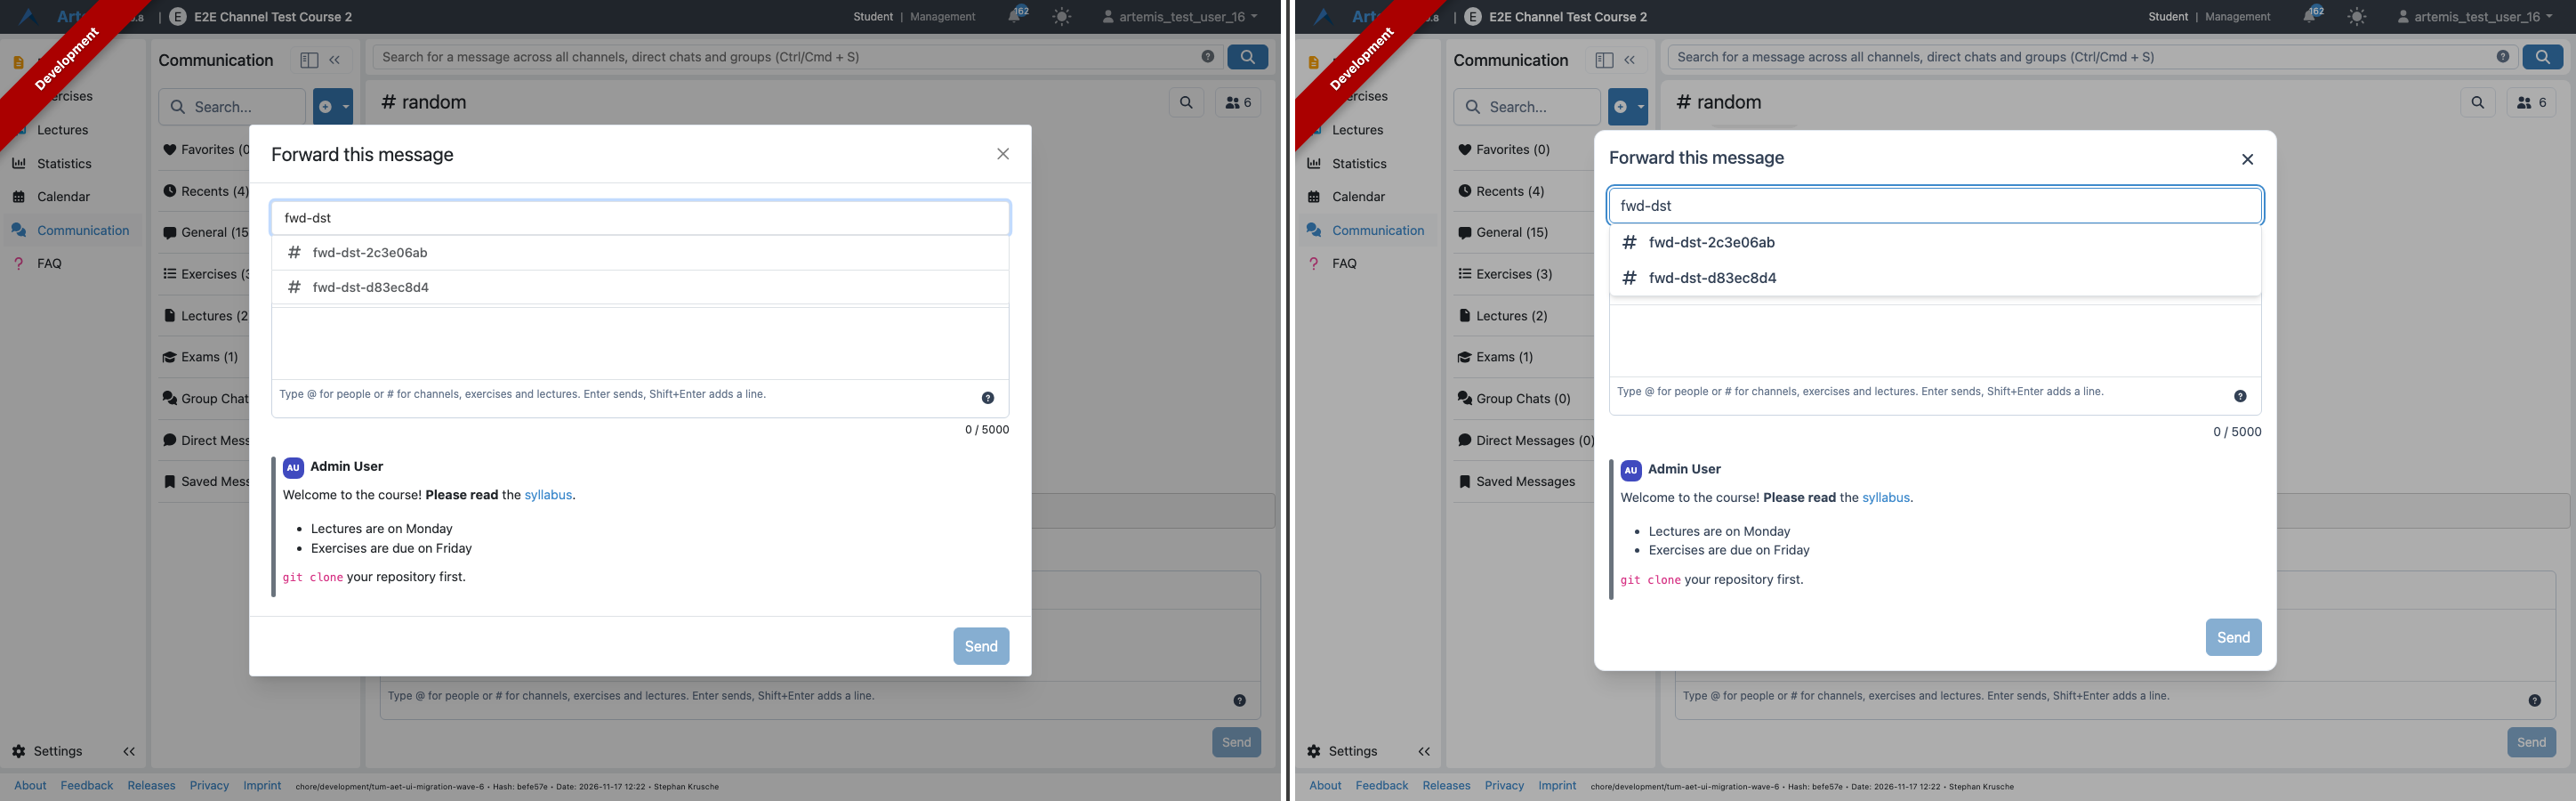 Development
E E2E Channel Test Course 2
Student | Management
162
artemis_test_user_16
Lectures
Statistics
Calendar
Communication
FAQ
Settings
Communication
Search...
Favorites (0
Recents (4)
General (15
Exercises (3
Lectures (2
Exams (1)
Group Chat
Direct Mess
Saved Mess
Search for a message across all channels, direct chats and groups (Ctrl/Cmd + S)
# random
6
Forward this message
fwd-dst
# fwd-dst-2c3e06ab
# fwd-dst-d83ec8d4
Type @ for people or # for channels, exercises and lectures. Enter sends, Shift+Enter adds a line.
0 / 5000
AU Admin User
Welcome to the course! Please read the syllabus.
• Lectures are on Monday
• Exercises are due on Friday
git clone your repository first.
Send
Type @ for people or # for channels, exercises and lectures. Enter sends, Shift+Enter adds a line.
Send
About Feedback Releases Privacy Imprint chore/development/tum-aet-ui-migration-wave-6 • Hash: befe57e • Date: 2026-11-17 12:22 • Stephan Krusche
Development
E E2E Channel Test Course 2
Student | Management
162
artemis_test_user_16
Lectures
Statistics
Calendar
Communication
FAQ
Settings
Communication
Search...
Favorites (0)
Recents (4)
General (15)
Exercises (3)
Lectures (2)
Exams (1)
Group Chats (0)
Direct Messages (0)
Saved Messages
Search for a message across all channels, direct chats and groups (Ctrl/Cmd + S)
# random
6
Forward this message
fwd-dst
# fwd-dst-2c3e06ab
# fwd-dst-d83ec8d4
Type @ for people or # for channels, exercises and lectures. Enter sends, Shift+Enter adds a line.
0 / 5000
AU Admin User
Welcome to the course! Please read the syllabus.
• Lectures are on Monday
• Exercises are due on Friday
git clone your repository first.
Send
Type @ for people or # for channels, exercises and lectures. Enter sends, Shift+Enter adds a line.
Send
About Feedback Releases Privacy Imprint chore/development/tum-aet-ui-migration-wave-6 • Hash: befe57e • Date: 2026-11-17 12:22 • Stephan Krusche